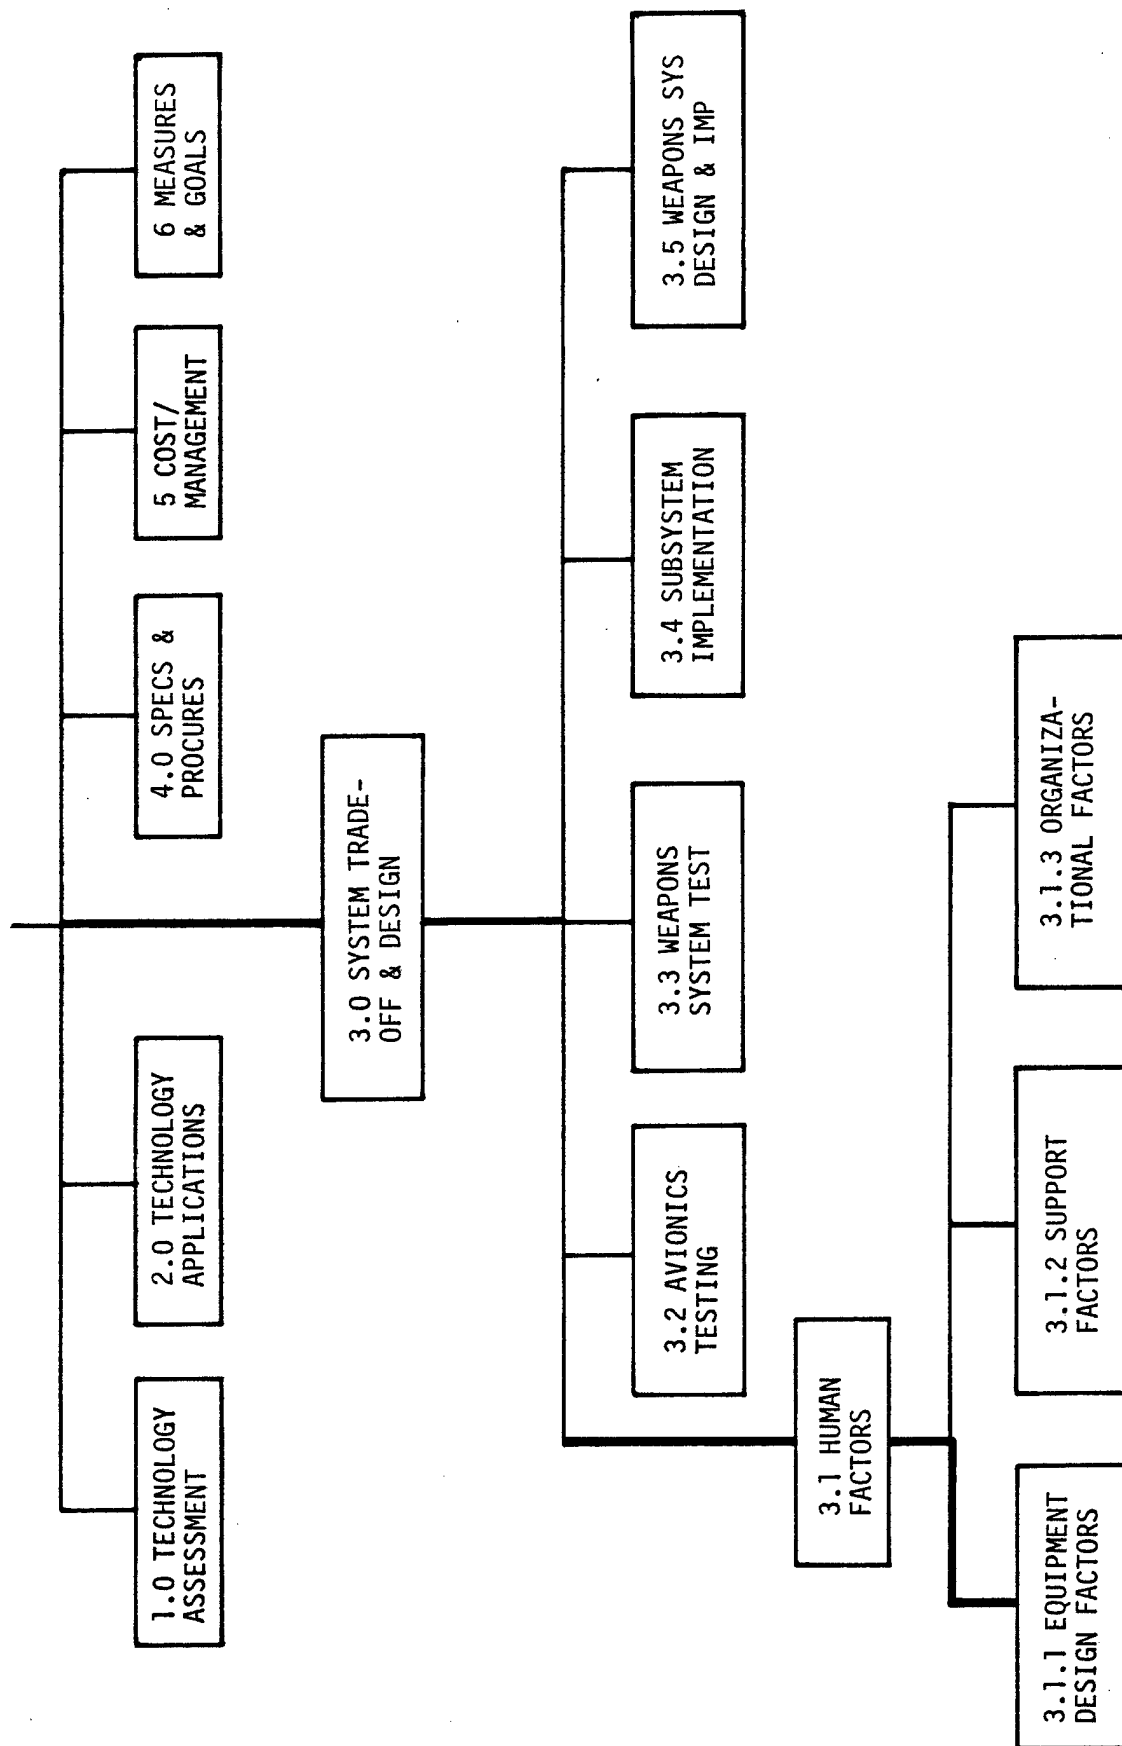 1.0 TECHNOLOGY
ASSESSMENT
2.0 TECHNOLOGY
APPLICATIONS
4.0 SPECS &
PROCURES
5 COST/
MANAGEMENT
6 MEASURES
& GOALS
3.0 SYSTEM TRADE-
OFF & DESIGN
3.2 AVIONICS
TESTING
3.3 WEAPONS
SYSTEM TEST
3.4 SUBSYSTEM
IMPLEMENTATION
3.5 WEAPONS SYS
DESIGN & IMP
3.1 HUMAN
FACTORS
3.1.1 EQUIPMENT
DESIGN FACTORS
3.1.2 SUPPORT
FACTORS
3.1.3 ORGANIZA-
TIONAL FACTORS